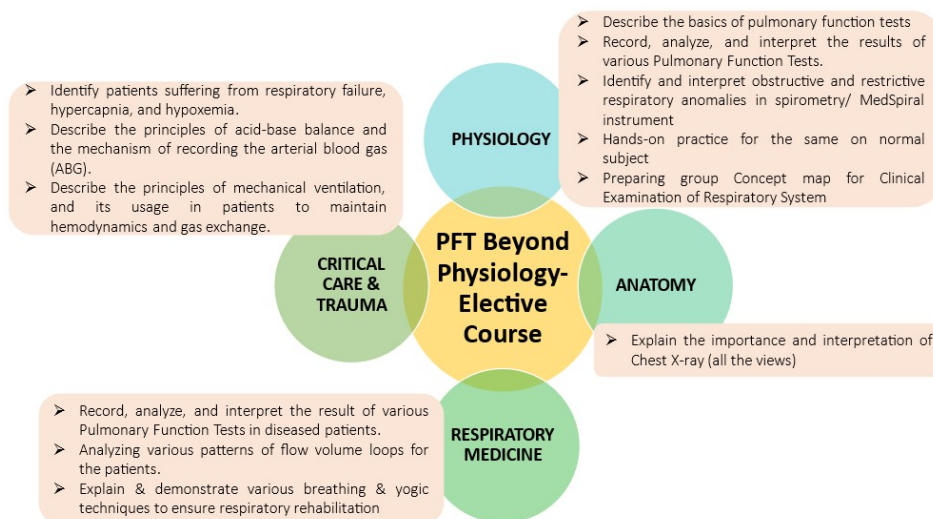 ➢ Describe the basics of pulmonary function tests
➢ Record, analyze, and interpret the results of
various Pulmonary Function Tests.
➢ Identify and interpret obstructive and restrictive
respiratory anomalies in spirometry/ MedSpiral
instrument
➢ Hands-on practice for the same on normal
subject
➢ Preparing group Concept map for Clinical
Examination of Respiratory System
PHYSIOLOGY
➢ Identify patients suffering from respiratory failure,
hypercapnia, and hypoxemia.
➢ Describe the principles of acid-base balance and
the mechanism of recording the arterial blood gas
(ABG).
➢ Describe the principles of mechanical ventilation,
and its usage in patients to maintain
hemodynamics and gas exchange.
CRITICAL
CARE &
TRAUMA
PFT Beyond
Physiology-
Elective
Course
ANATOMY
➢ Explain the importance and interpretation of
Chest X-ray (all the views)
➢ Record, analyze, and interpret the result of various
Pulmonary Function Tests in diseased patients.
➢ Analyzing various patterns of flow volume loops for
the patients.
➢ Explain & demonstrate various breathing & yogic
techniques to ensure respiratory rehabilitation
RESPIRATORY
MEDICINE